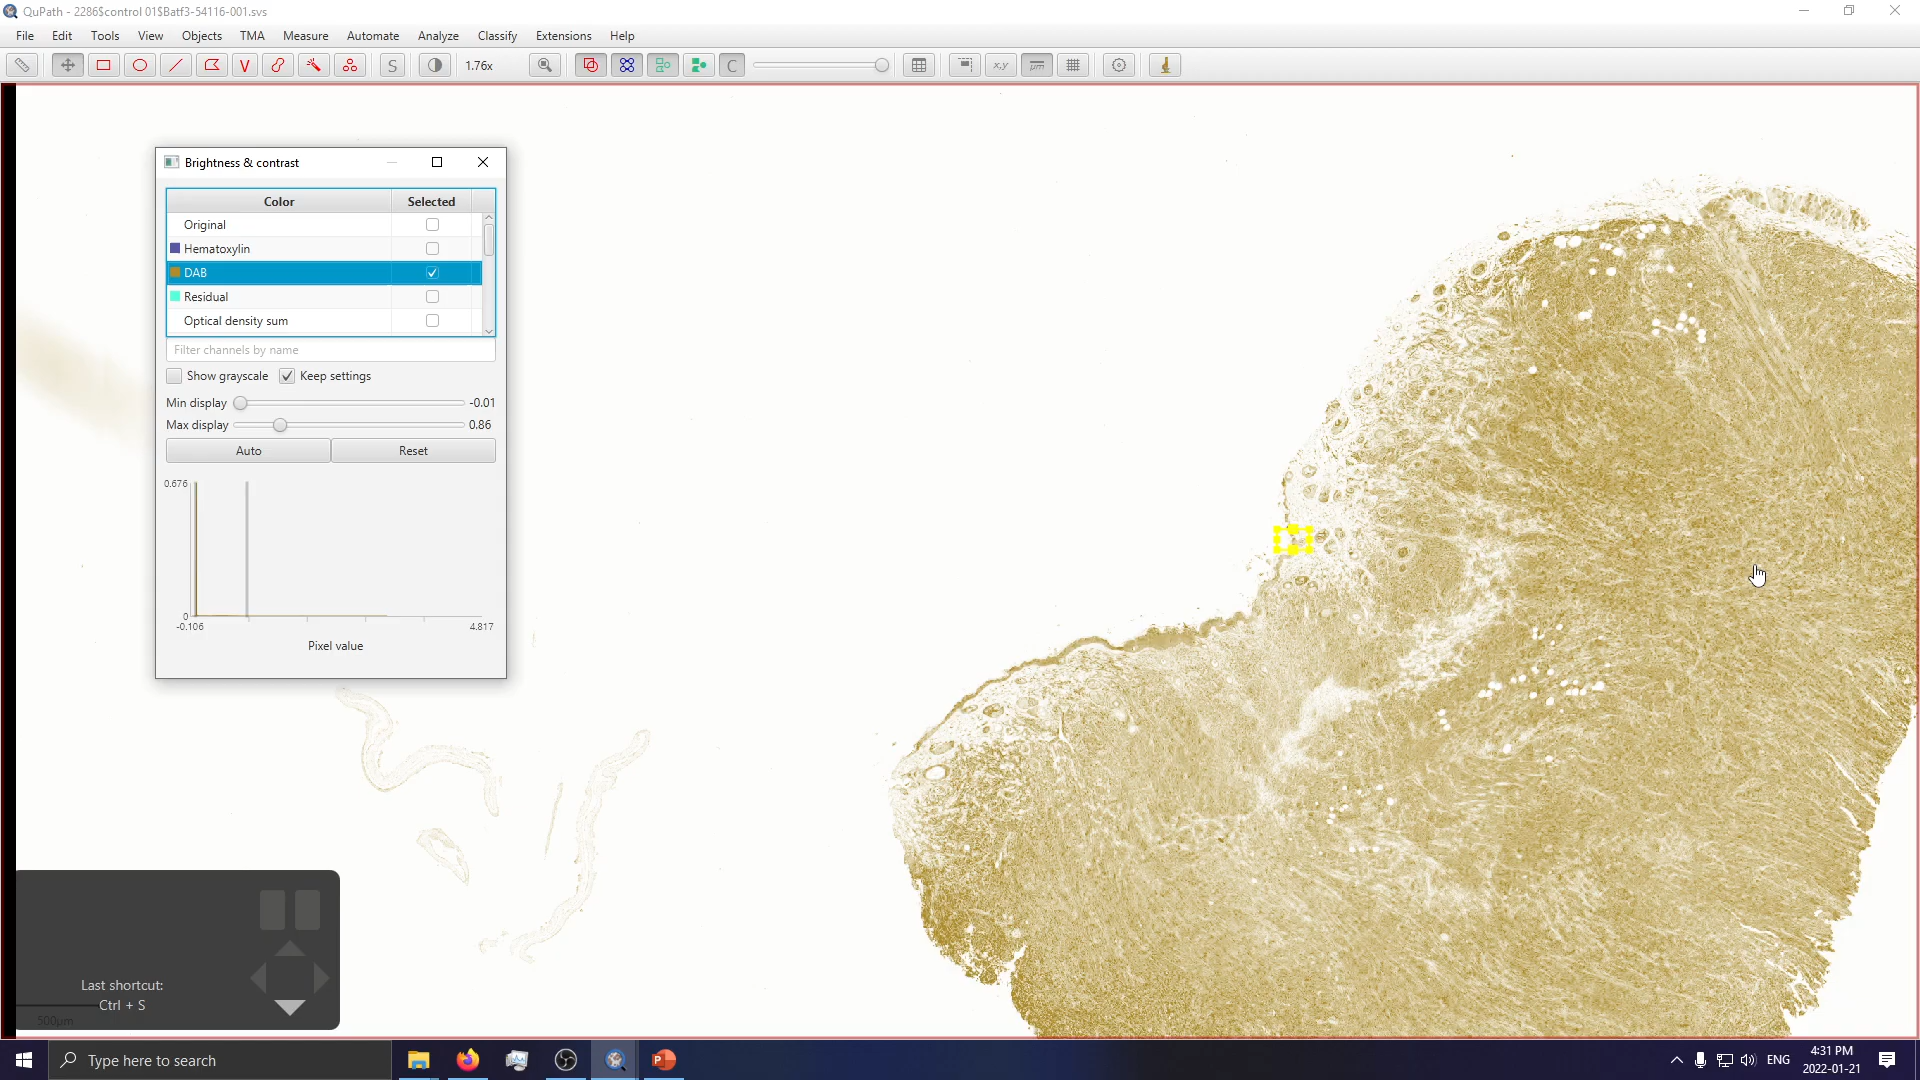 QuPath - 2286$control 01$Batf3-54116-001.svs
File Edit Tools View Objects TMA Measure Automate Analyze Classify Extensions Help
V S 1.76x C x,y
Brightness & contrast
Color Selected
Original
Hematoxylin
DAB
Residual
Optical density sum
Filter channels by name
Show grayscale Keep settings
Min display -0.01
Max display 0.86
Auto Reset
0.676
0
-0.106 4.817
Pixel value
Last shortcut:
Ctrl + S
500µm
Type here to search
ENG
4:31 PM
2022-01-21